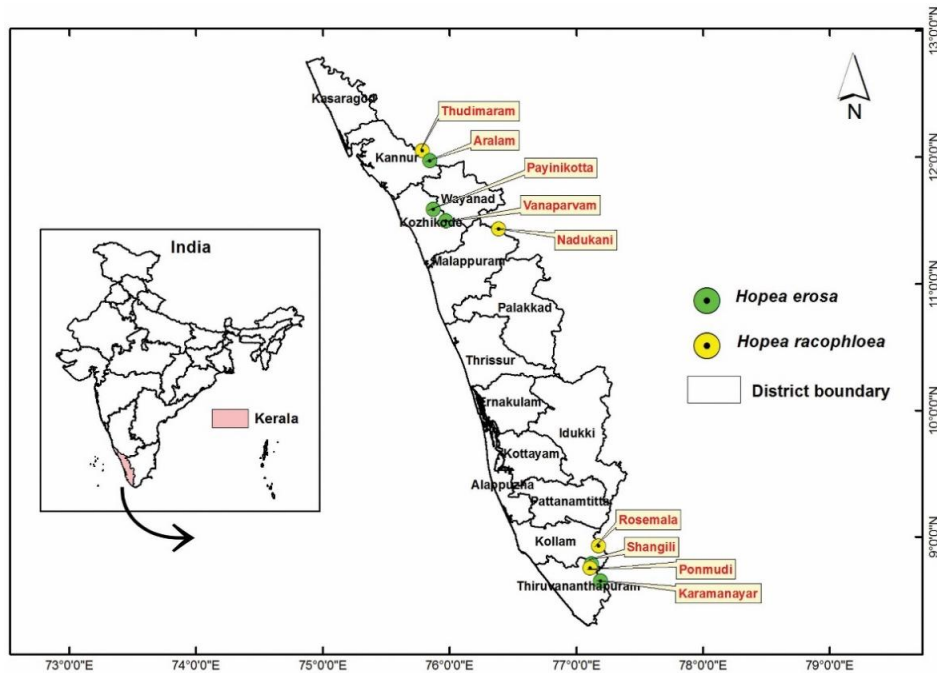 Kasaragod
Thudimaram
Kannur
Aralam
Payinikotta
Wayanad
Vanaparvam
Kozhikode
Nadukani
Malappuram
Palakkad
Thrissur
Ernakulam
Idukki
Kottayam
Alappuzha
Pattanamtitta
Rosemala
Kollam
Shangili
Ponmudi
Thiruvananthapuram
Karamanayar
N
India
Kerala
Hopea erosa
Hopea racophloea
District boundary
13°0'0"N
12°0'0"N
11°0'0"N
10°0'0"N
9°0'0"N
73°0'0"E 74°0'0"E 75°0'0"E 76°0'0"E 77°0'0"E 78°0'0"E 79°0'0"E